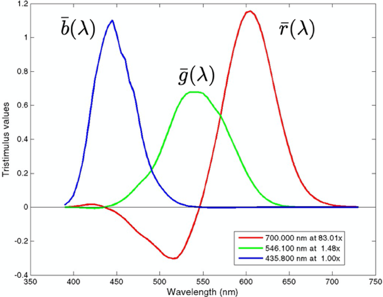 b̄(λ)
ḡ(λ)
r̄(λ)
Tristimulus values
1.2
1
0.8
0.6
0.4
0.2
0
-0.2
-0.4
350 400 450 500 550 600 650 700 750
Wavelength (nm)
700.000 nm at 83.01x
546.100 nm at 1.48x
435.800 nm at 1.00x